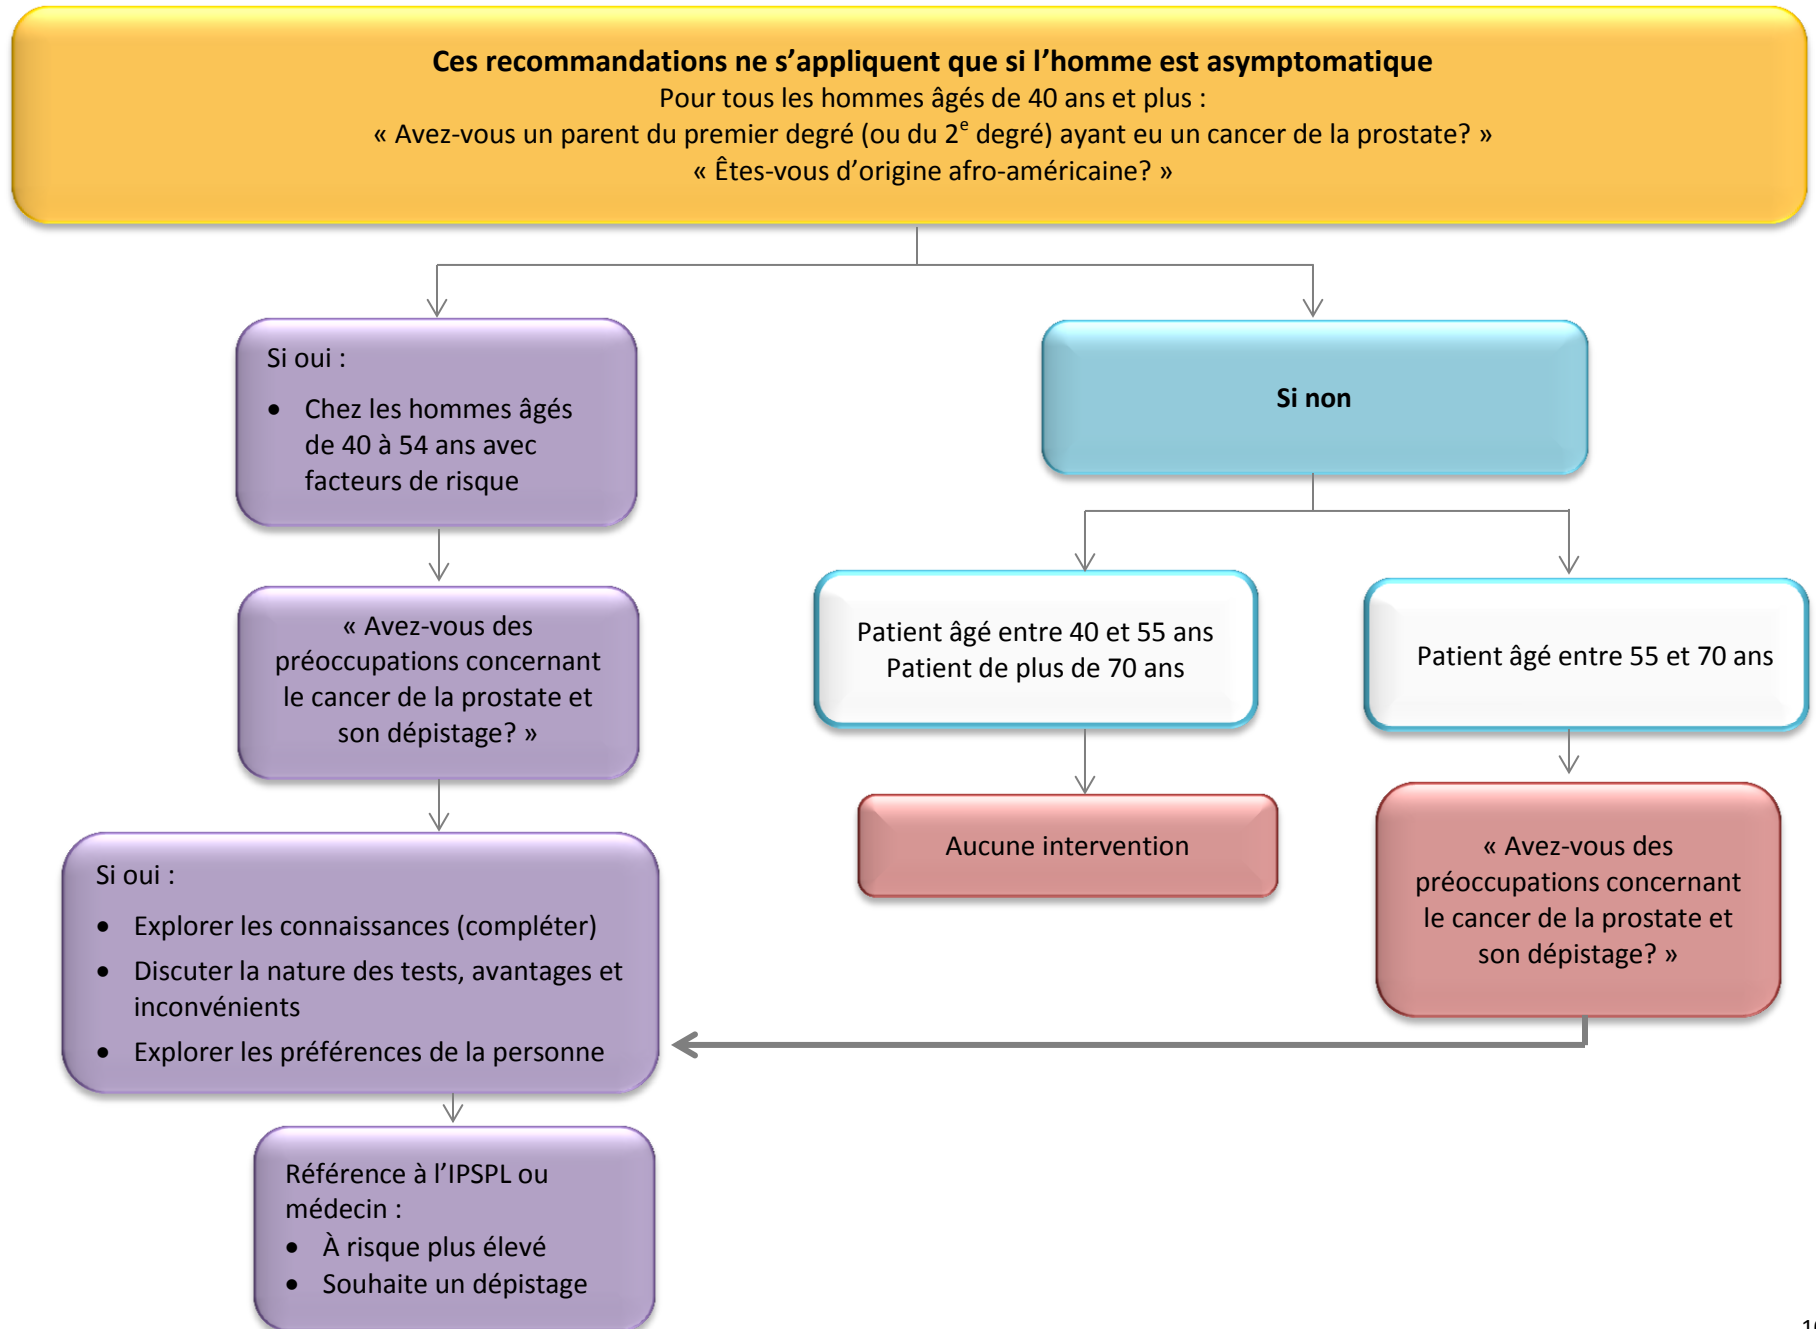 Ces recommandations ne s’appliquent que si l’homme est asymptomatique
Pour tous les hommes âgés de 40 ans et plus :
« Avez-vous un parent du premier degré (ou du 2e degré) ayant eu un cancer de la prostate? »
« Êtes-vous d’origine afro-américaine? »
Si oui :
• Chez les hommes âgés
de 40 à 54 ans avec
facteurs de risque
Si non
« Avez-vous des
préoccupations concernant
le cancer de la prostate et
son dépistage? »
Patient âgé entre 40 et 55 ans
Patient de plus de 70 ans
Patient âgé entre 55 et 70 ans
Aucune intervention
« Avez-vous des
préoccupations concernant
le cancer de la prostate et
son dépistage? »
Si oui :
• Explorer les connaissances (compléter)
• Discuter la nature des tests, avantages et
inconvénients
• Explorer les préférences de la personne
Référence à l’IPSPL ou
médecin :
• À risque plus élevé
• Souhaite un dépistage